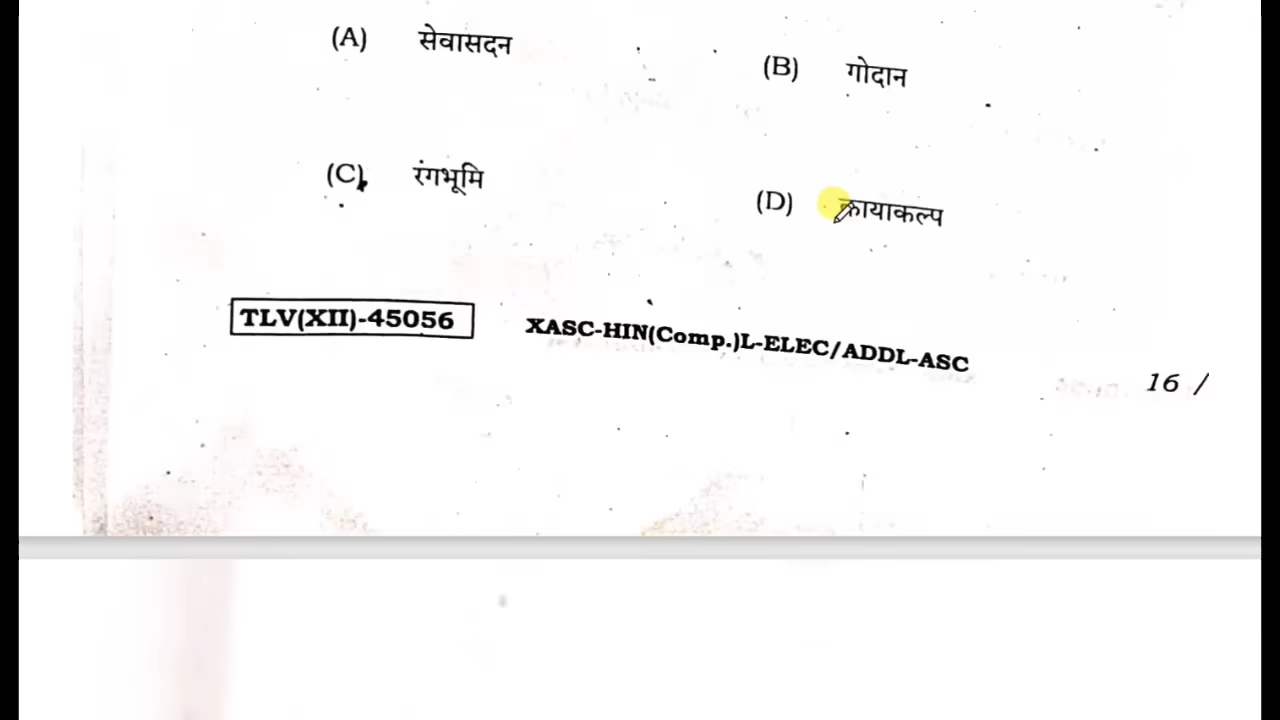 (A) सेवासदन
(B) गोदान
(C) रंगभूमि
(D) कायाकल्प
TLV(XII)-45056 XASC-HIN(Comp.)L-ELEC/ADDL-ASC 16 /